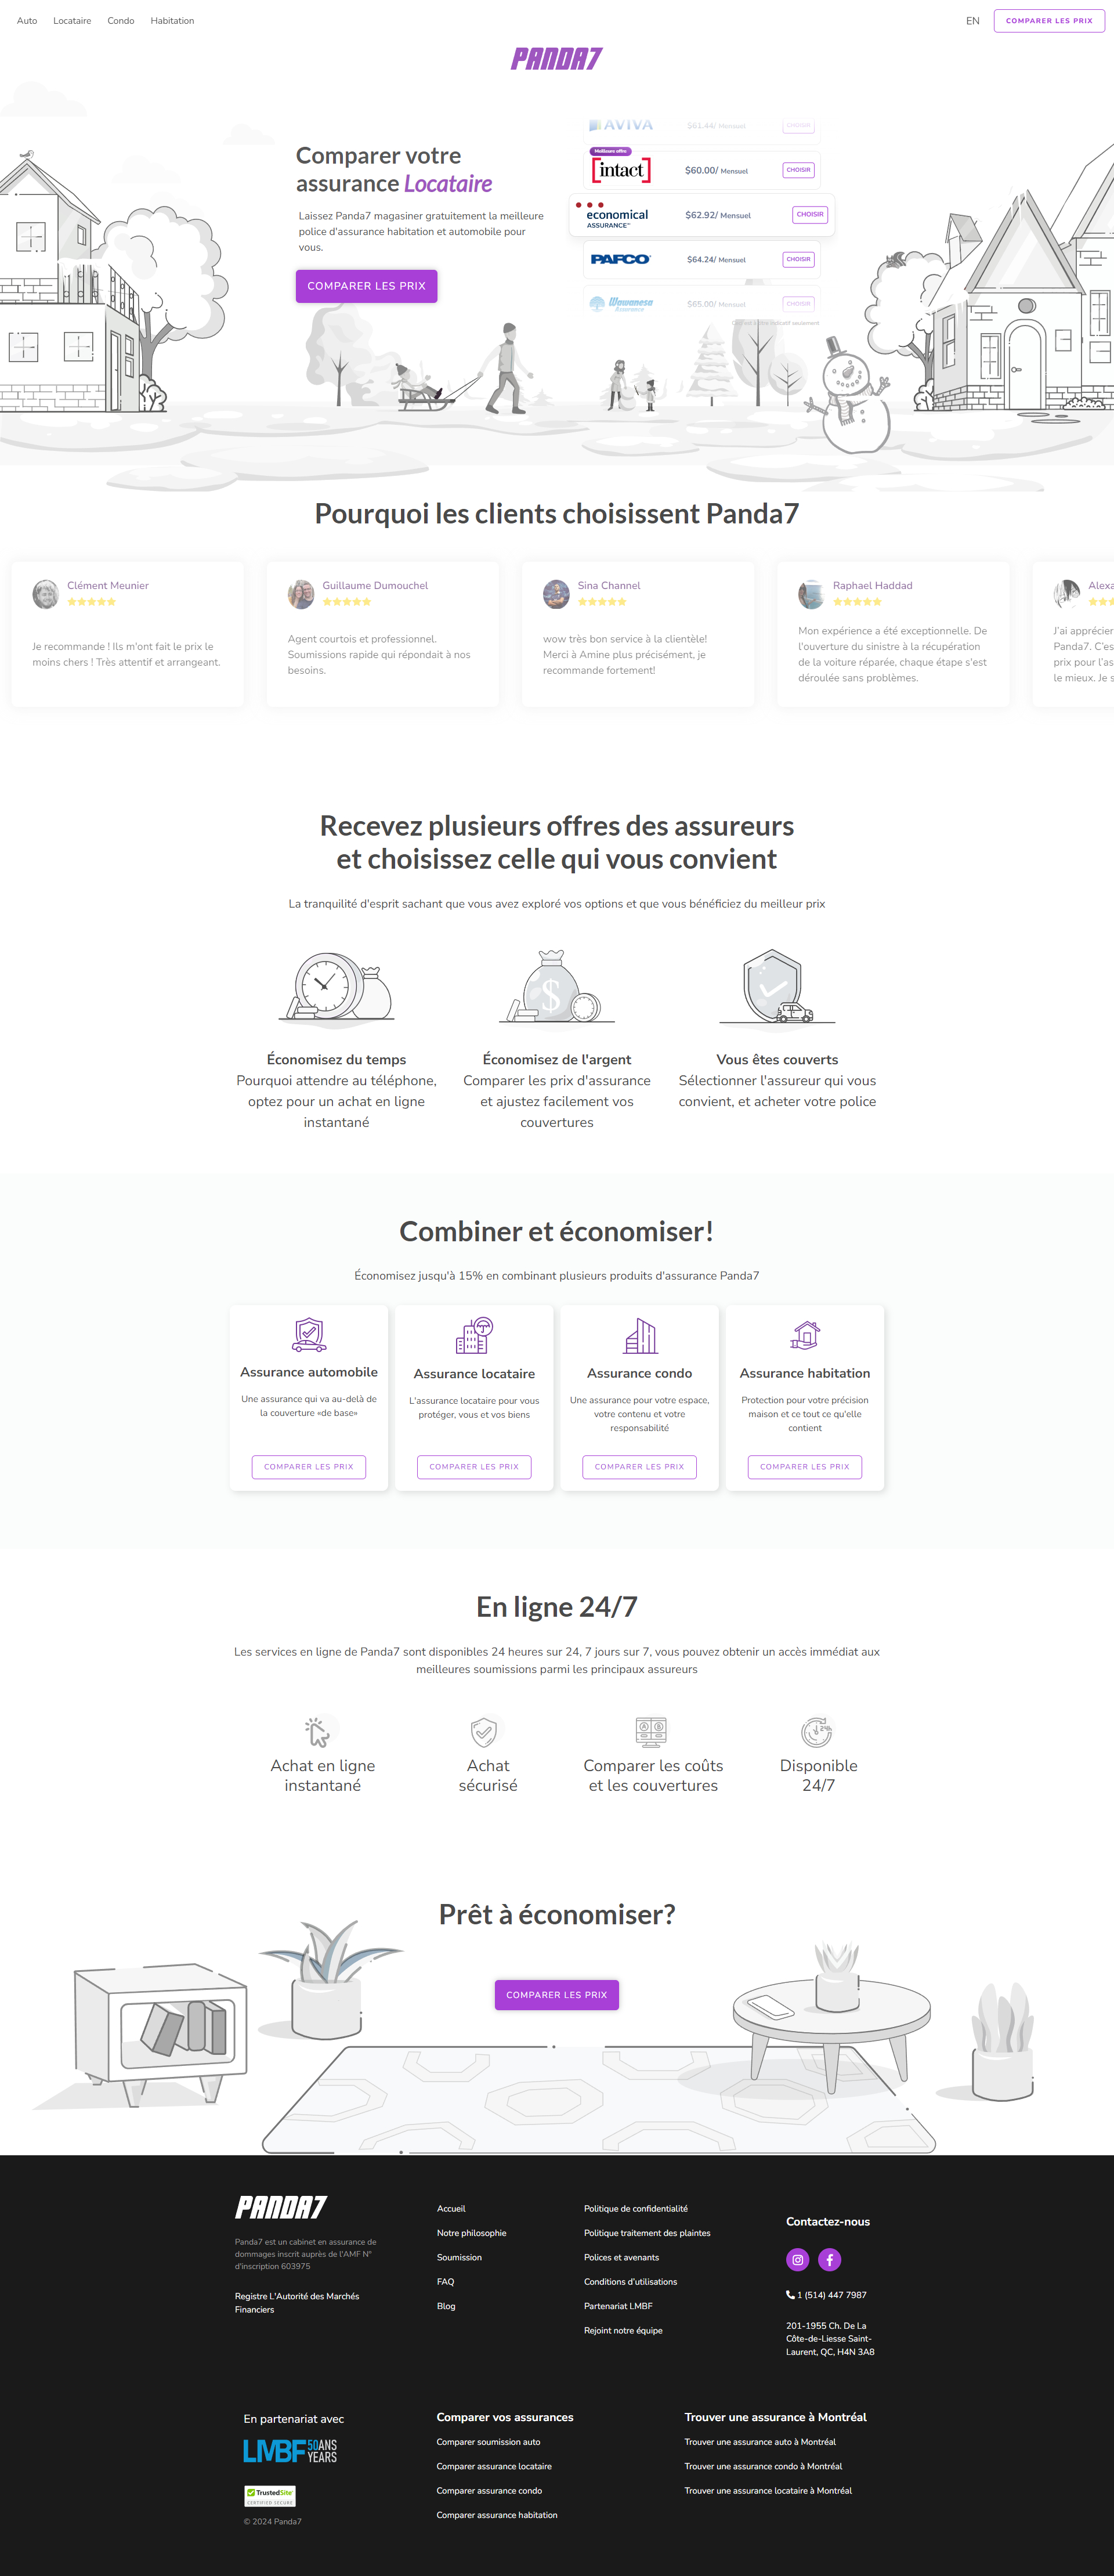 Auto Locataire Condo Habitation EN COMPARER LES PRIX
PANDA7
Comparer votre
assurance Locataire
Laissez Panda7 magasiner gratuitement la meilleure
police d'assurance habitation et automobile pour
vous.
COMPARER LES PRIX
AVIVA $61.44/ Mensuel CHOISIR
Meilleure offre
[intact] $60.00/ Mensuel CHOISIR
economical
ASSURANCE $62.92/ Mensuel CHOISIR
PAFCO $64.24/ Mensuel CHOISIR
Wawanesa
Assurance $65.00/ Mensuel CHOISIR
indicatif seulement
Pourquoi les clients choisissent Panda7
Clément Meunier
Je recommande ! Ils m'ont fait le prix le
moins chers ! Très attentif et arrangeant.
Guillaume Dumouchel
Agent courtois et professionnel.
Soumissions rapide qui répondait à nos
besoins.
Sina Channel
wow très bon service à la clientèle!
Merci à Amine plus précisément, je
recommande fortement!
Raphael Haddad
Mon expérience a été exceptionnelle. De
l'ouverture du sinistre à la récupération
de la voiture réparée, chaque étape s'est
déroulée sans problèmes.
Alexa
J'ai apprécier
Panda7. C'es
prix pour l'as
le mieux. Je s
Recevez plusieurs offres des assureurs
et choisissez celle qui vous convient
La tranquilité d'esprit sachant que vous avez exploré vos options et que vous bénéficiez du meilleur prix
Économisez du temps
Pourquoi attendre au téléphone,
optez pour un achat en ligne
instantané
$
Économisez de l'argent
Comparer les prix d'assurance
et ajustez facilement vos
couvertures
Vous êtes couverts
Sélectionner l'assureur qui vous
convient, et acheter votre police
Combiner et économiser!
Économisez jusqu'à 15% en combinant plusieurs produits d'assurance Panda7
Assurance automobile
Une assurance qui va au-delà de
la couverture «de base»
COMPARER LES PRIX
Assurance locataire
L'assurance locataire pour vous
protéger, vous et vos biens
COMPARER LES PRIX
Assurance condo
Une assurance pour votre espace,
votre contenu et votre
responsabilité
COMPARER LES PRIX
Assurance habitation
Protection pour votre précision
maison et ce tout ce qu'elle
contient
COMPARER LES PRIX
En ligne 24/7
Les services en ligne de Panda7 sont disponibles 24 heures sur 24, 7 jours sur 7, vous pouvez obtenir un accès immédiat aux
meilleures soumissions parmi les principaux assureurs
Achat en ligne
instantané
Achat
sécurisé
A B
Comparer les coûts
et les couvertures
Disponible
24/7
Prêt à économiser?
COMPARER LES PRIX
PANDA7
Panda7 est un cabinet en assurance de
dommages inscrit auprès de l'AMF N°
d'inscription 603975
Registre L'Autorité des Marchés
Financiers
Accueil
Notre philosophie
Soumission
FAQ
Blog
Politique de confidentialité
Politique traitement des plaintes
Polices et avenants
Conditions d'utilisations
Partenariat LMBF
Rejoint notre équipe
Contactez-nous
1 (514) 447 7987
201-1955 Ch. De La
Côte-de-Liesse Saint-
Laurent, QC, H4N 3A8
En partenariat avec
LMBF 50 ANS
YEARS
TrustedSite
CERTIFIED SECURE
© 2024 Panda7
Comparer vos assurances
Comparer soumission auto
Comparer assurance locataire
Comparer assurance condo
Comparer assurance habitation
Trouver une assurance à Montréal
Trouver une assurance auto à Montréal
Trouver une assurance condo à Montréal
Trouver une assurance locataire à Montréal